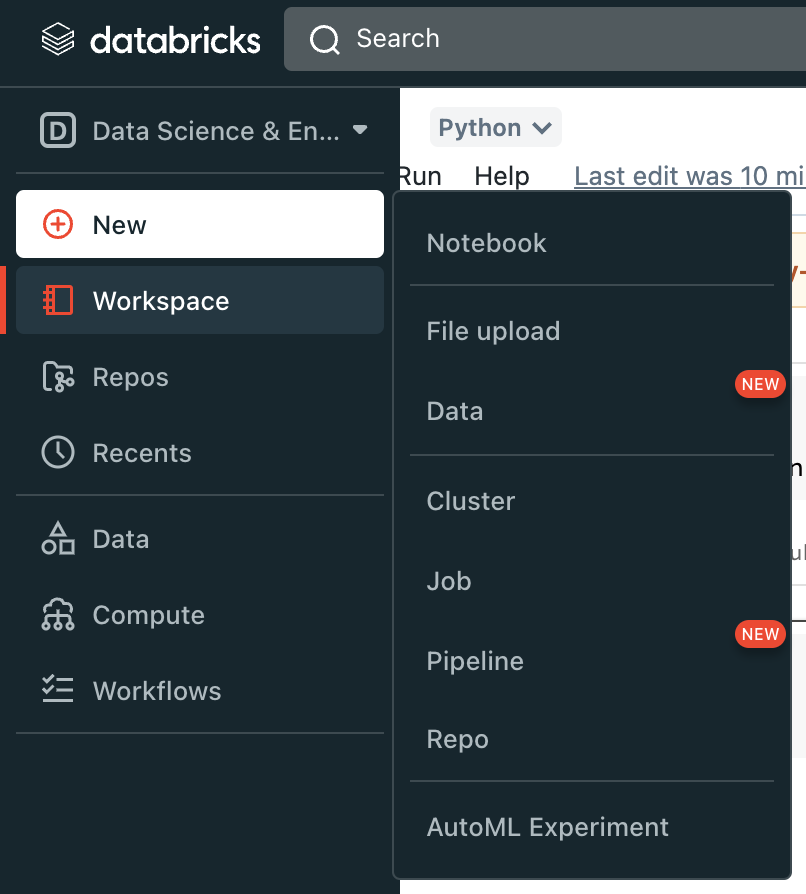 databricks
Search
D Data Science & En...
Python
Run Help Last edit was 10 mi
New
Workspace
Repos
Recents
Data
Compute
Workflows
Notebook
File upload
NEW
Data
Cluster
Job
NEW
Pipeline
Repo
AutoML Experiment